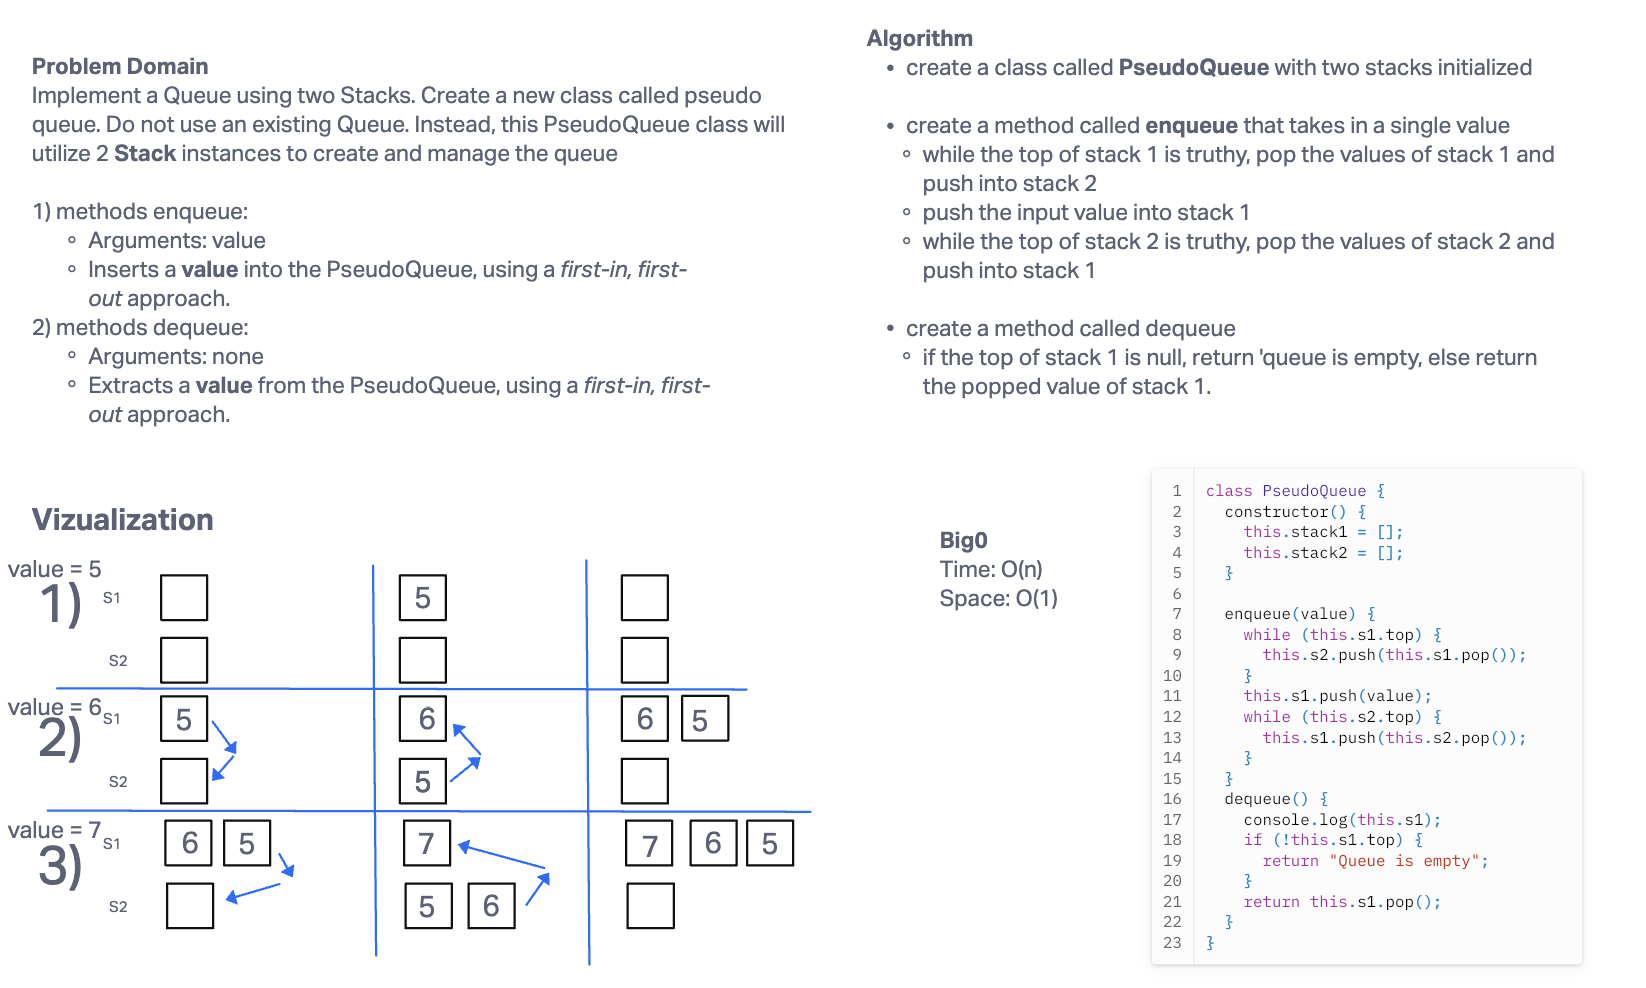 Problem Domain
Implement a Queue using two Stacks. Create a new class called pseudo
queue. Do not use an existing Queue. Instead, this PseudoQueue class will
utilize 2 Stack instances to create and manage the queue
1) methods enqueue:
∘ Arguments: value
∘ Inserts a value into the PseudoQueue, using a first-in, first-
out approach.
2) methods dequeue:
∘ Arguments: none
∘ Extracts a value from the PseudoQueue, using a first-in, first-
out approach.
Algorithm
• create a class called PseudoQueue with two stacks initialized
• create a method called enqueue that takes in a single value
∘ while the top of stack 1 is truthy, pop the values of stack 1 and
push into stack 2
∘ push the input value into stack 1
∘ while the top of stack 2 is truthy, pop the values of stack 2 and
push into stack 1
• create a method called dequeue
∘ if the top of stack 1 is null, return 'queue is empty, else return
the popped value of stack 1.
Vizualization
value = 5
1) S1 5
S2
value = 6
2) S1 5 6 6 5
S2 5
value = 7
3) S1 6 5 7 7 6 5
S2 5 6
Big0
Time: O(n)
Space: O(1)
1 class PseudoQueue {
2 constructor() {
3 this.stack1 = [];
4 this.stack2 = [];
5 }
6
7 enqueue(value) {
8 while (this.s1.top) {
9 this.s2.push(this.s1.pop());
10 }
11 this.s1.push(value);
12 while (this.s2.top) {
13 this.s1.push(this.s2.pop());
14 }
15 }
16 dequeue() {
17 console.log(this.s1);
18 if (!this.s1.top) {
19 return "Queue is empty";
20 }
21 return this.s1.pop();
22 }
23 }